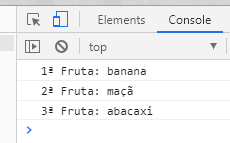 Elements Console
top
1ª Fruta: banana
2ª Fruta: maçã
3ª Fruta: abacaxi